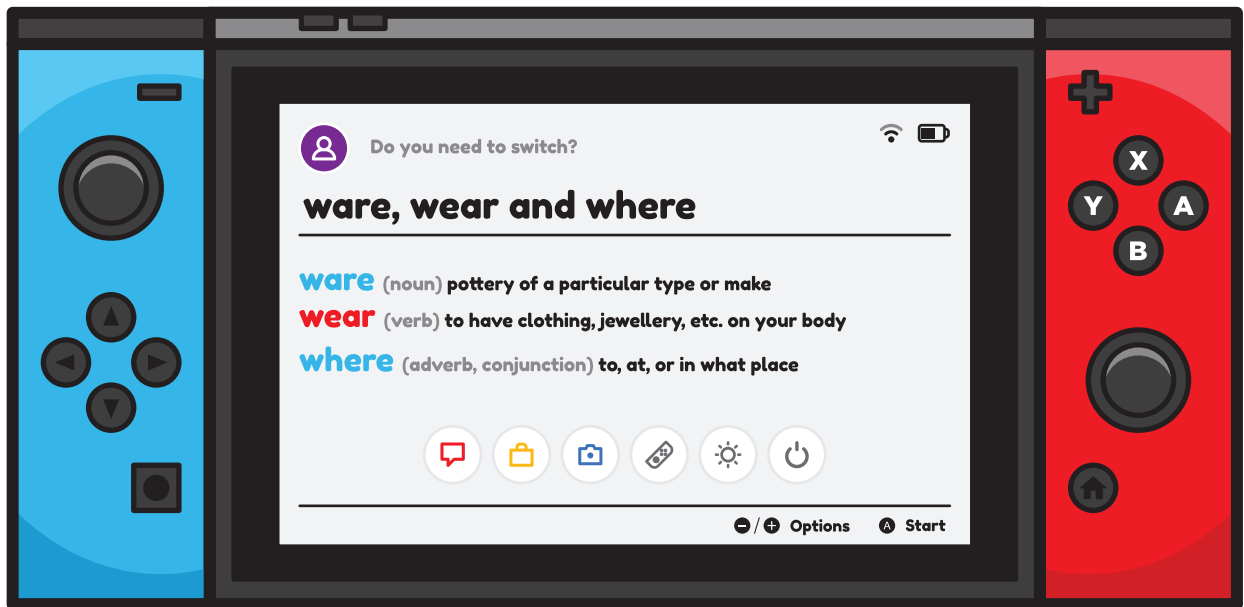 Do you need to switch?
ware, wear and where
ware (noun) pottery of a particular type or make
wear (verb) to have clothing, jewellery, etc. on your body
where (adverb, conjunction) to, at, or in what place
/ Options A Start
X
Y A
B